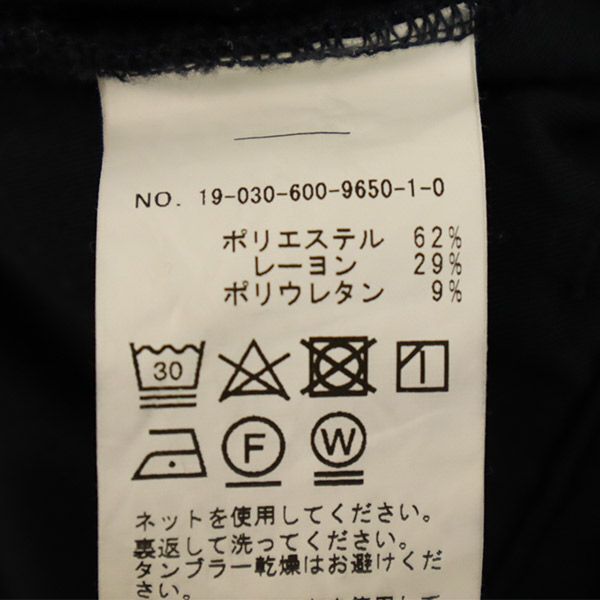 NO. 19-030-600-9650-1-0
ポリエステル 62%
レーヨン 29%
ポリウレタン 9%
30
F W
ネットを使用してください。
裏返して洗ってください。
タンブラー乾燥はお避けくだ
さい。